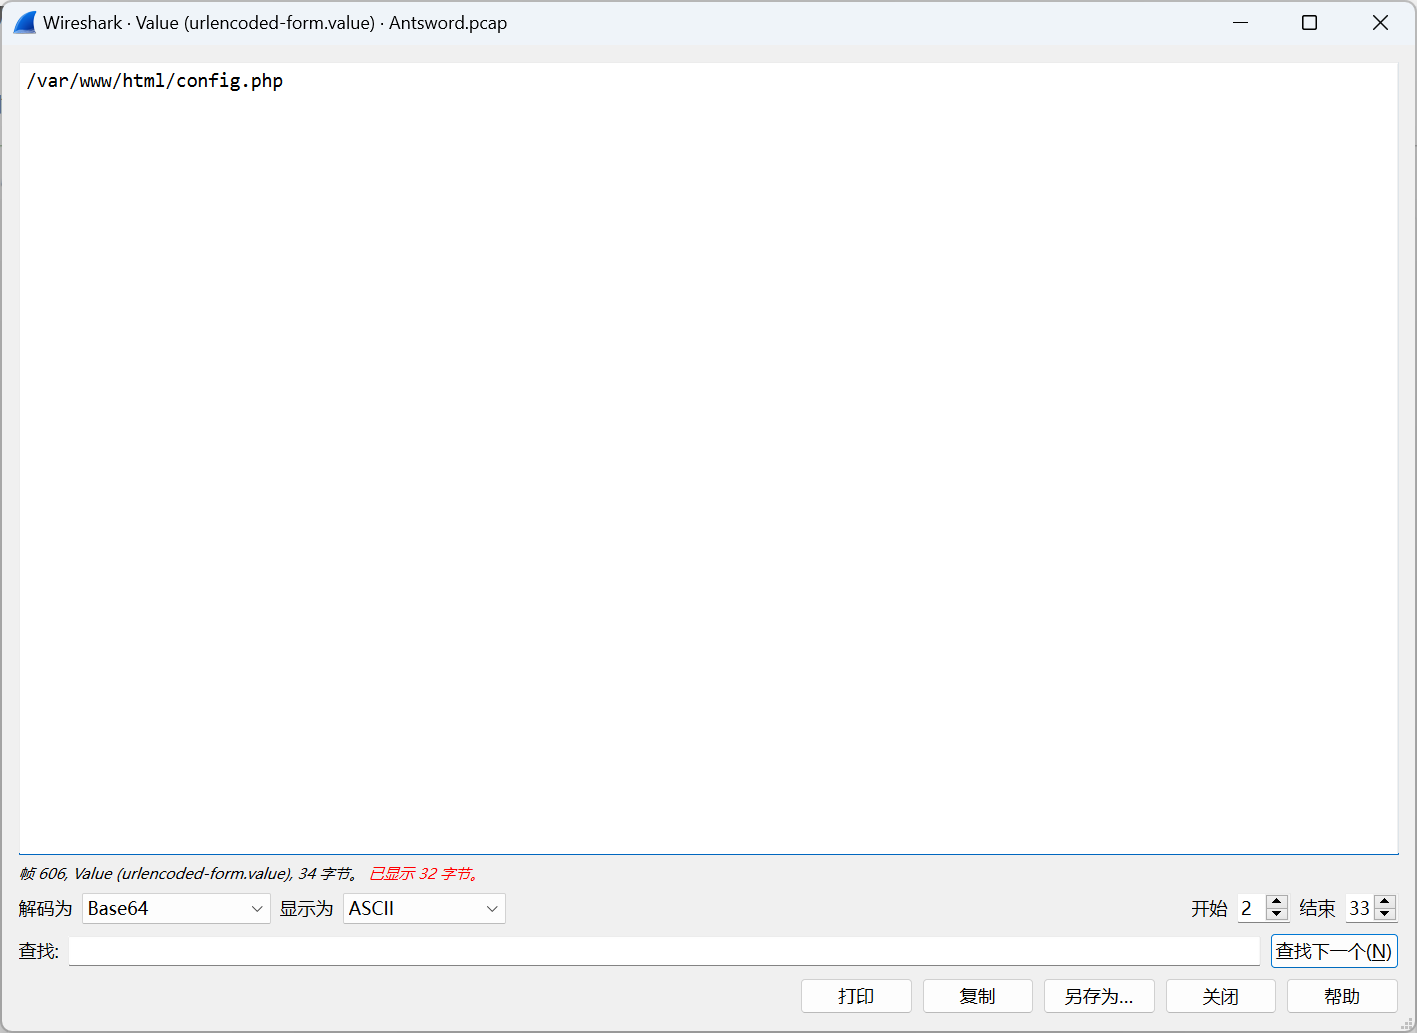 Wireshark · Value (urlencoded-form.value) · Antsword.pcap
/var/www/html/config.php
帧 606, Value (urlencoded-form.value), 34 字节。 已显示 32 字节。
解码为 Base64 显示为 ASCII 开始 2 结束 33
查找: 查找下一个(N)
打印 复制 另存为… 关闭 帮助